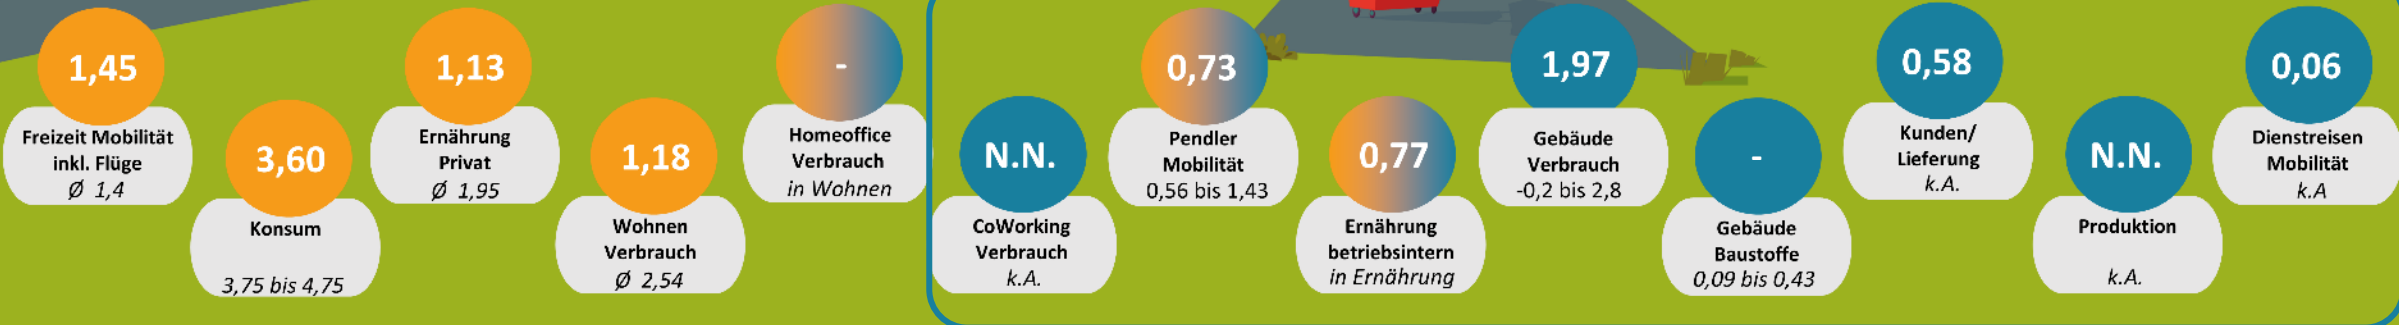 1,45
Freizeit Mobilität
inkl. Flüge
Ø 1,4
3,60
Konsum
3,75 bis 4,75
1,13
Ernährung
Privat
Ø 1,95
1,18
Wohnen
Verbrauch
Ø 2,54
-
Homeoffice
Verbrauch
in Wohnen
N.N.
CoWorking
Verbrauch
k.A.
0,73
Pendler
Mobilität
0,56 bis 1,43
0,77
Ernährung
betriebsintern
in Ernährung
1,97
Gebäude
Verbrauch
-0,2 bis 2,8
-
Gebäude
Baustoffe
0,09 bis 0,43
0,58
Kunden/
Lieferung
k.A.
N.N.
Produktion
k.A.
0,06
Dienstreisen
Mobilität
k.A